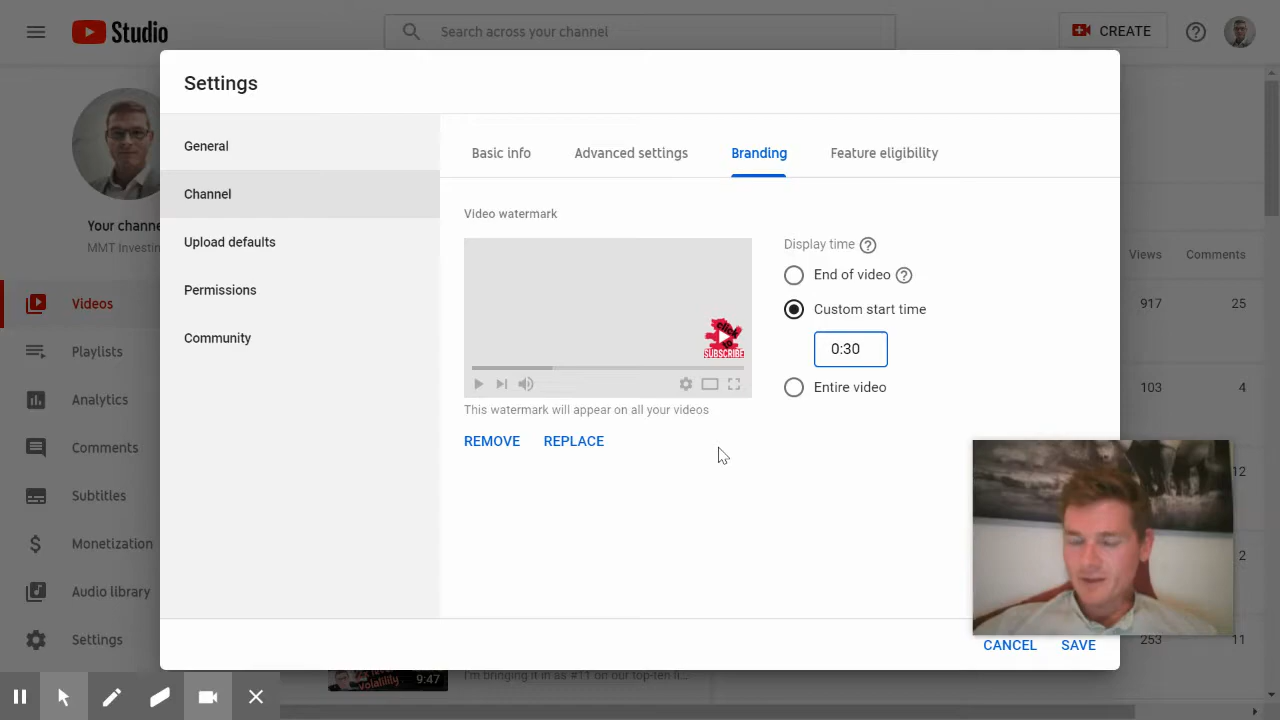 Studio
Search across your channel
CREATE
Settings
General
Channel
Upload defaults
Permissions
Community
Basic info
Advanced settings
Branding
Feature eligibility
Video watermark
click
to
SUBSCRIBE
This watermark will appear on all your videos
REMOVE
REPLACE
Display time
End of video
Custom start time
0:30
Entire video
CANCEL
SAVE
Your channe
MMT Investin
Videos
Playlists
Analytics
Comments
Subtitles
Monetization
Audio library
Settings
Views
Comments
917
25
103
4
12
2
253
11
Volatility
9:47
I'm bringing it in as #11 on our top-ten li...